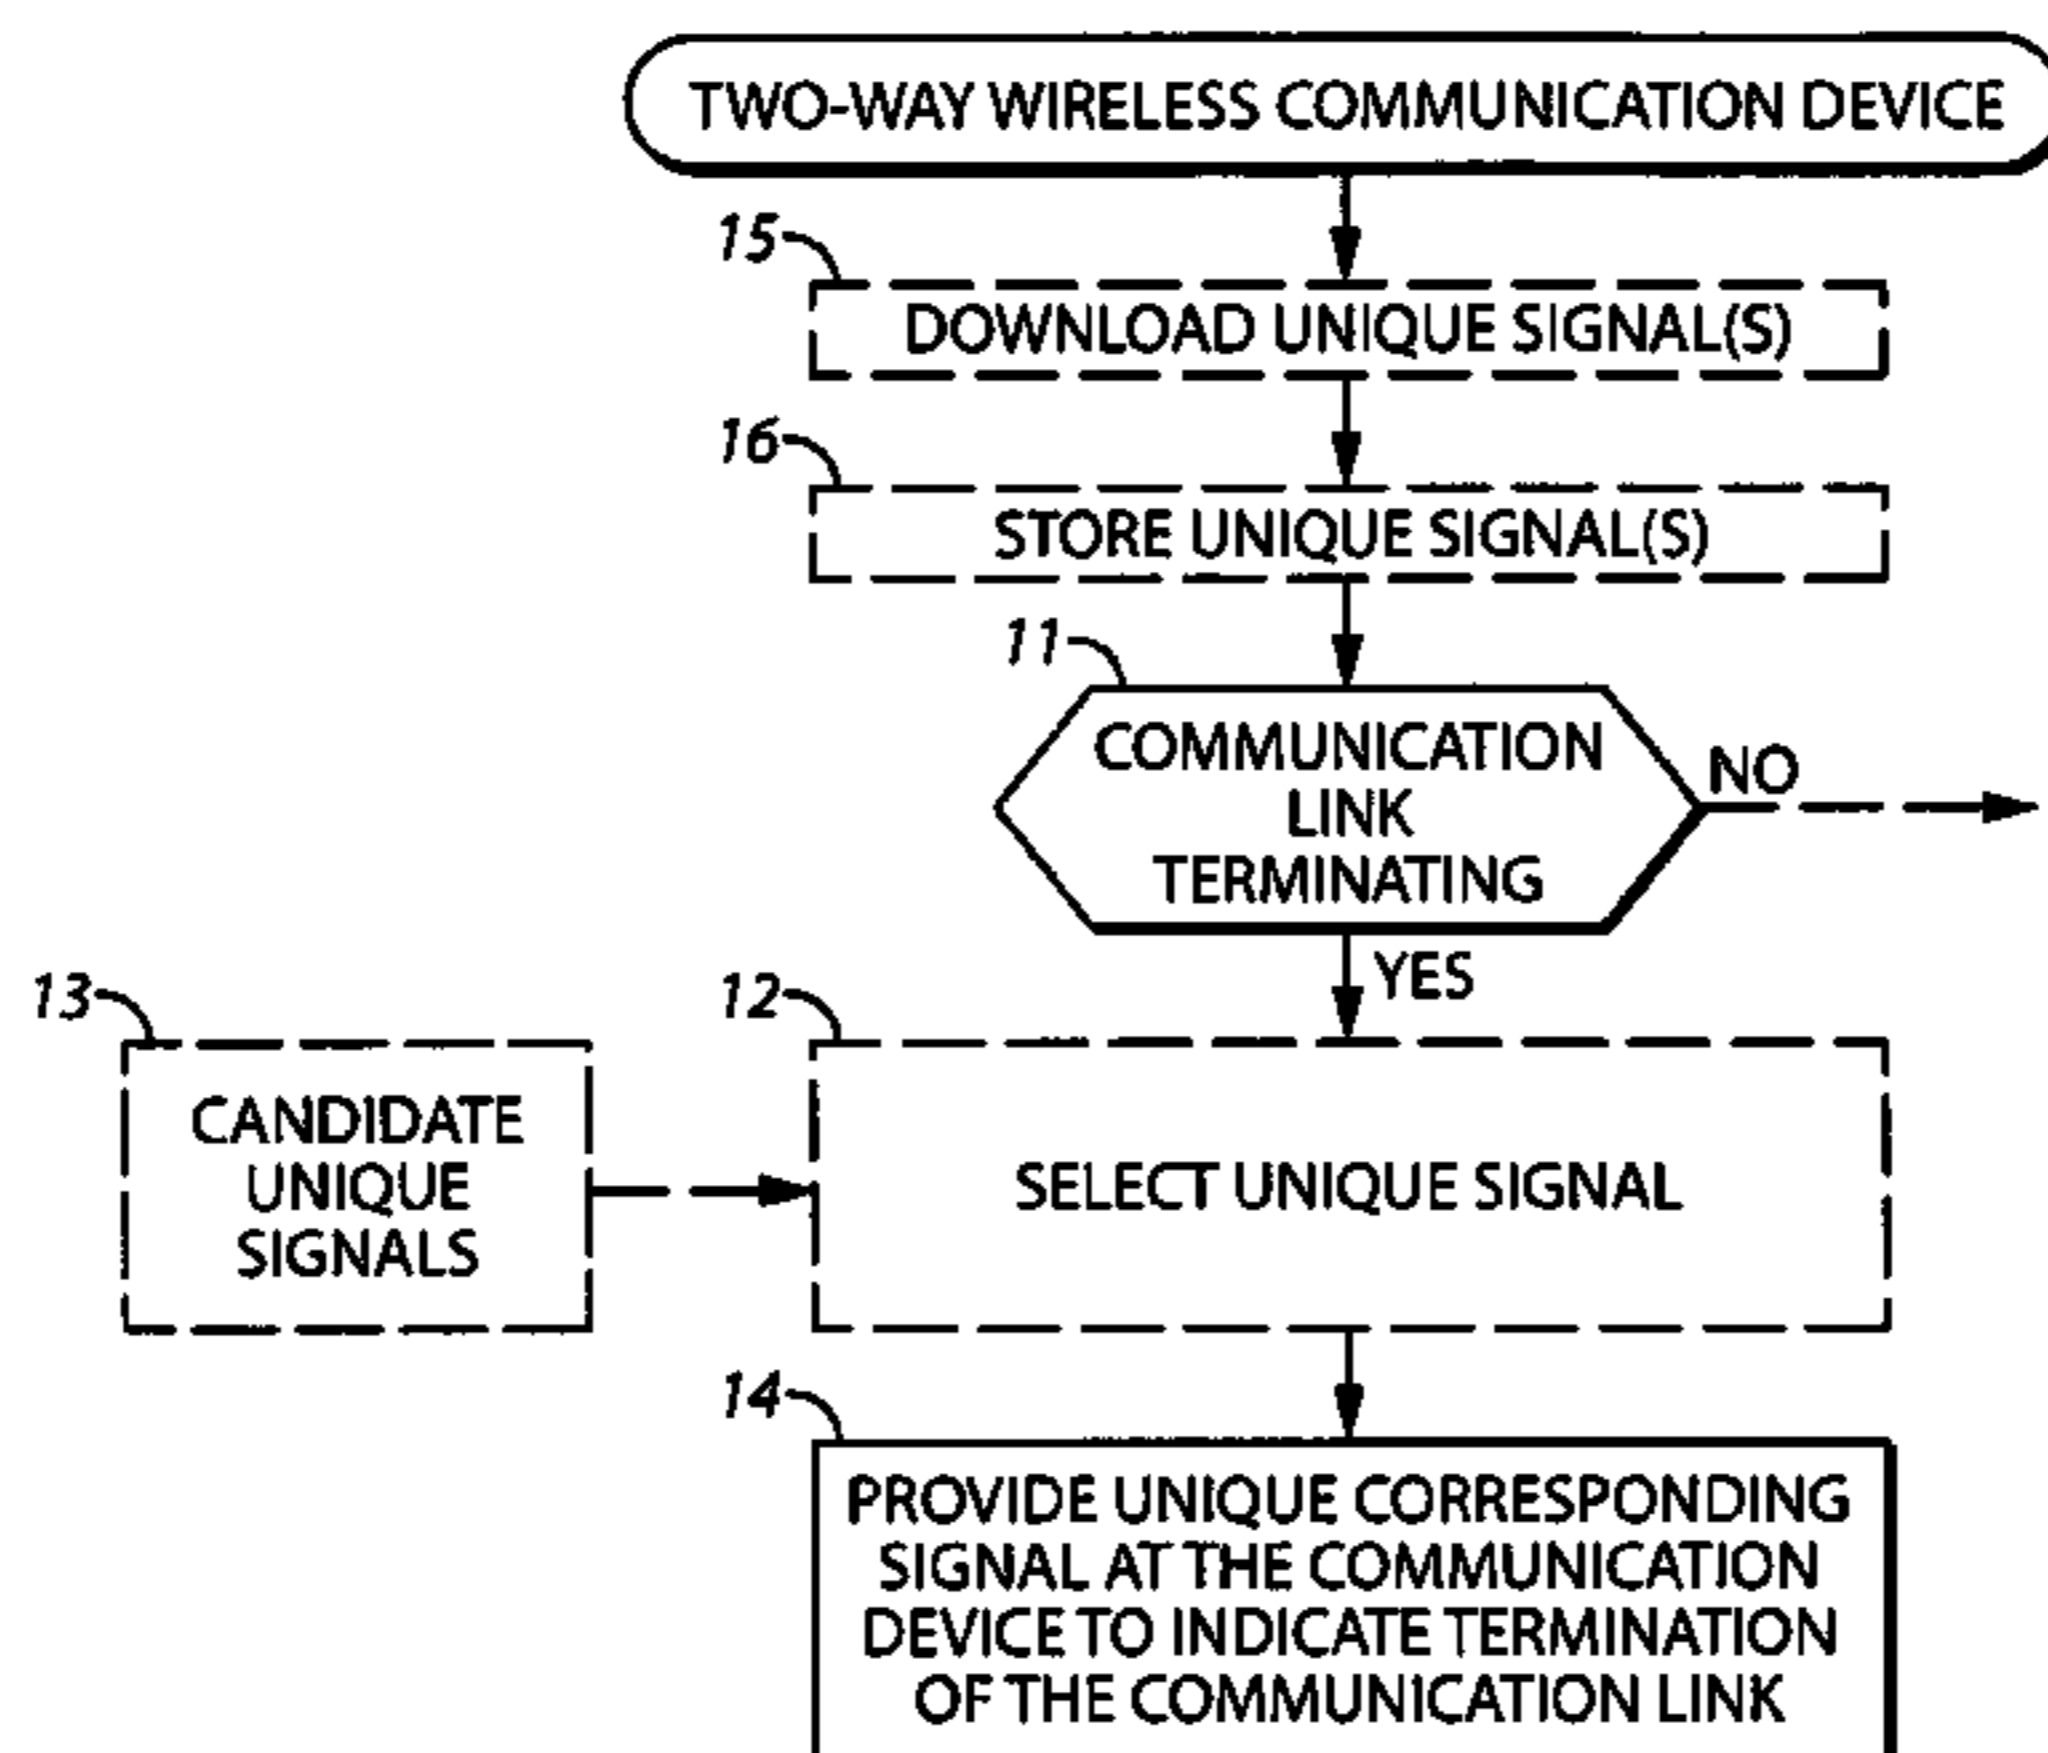 TWO-WAY WIRELESS COMMUNICATION DEVICE
15
DOWNLOAD UNIQUE SIGNAL(S)
16
STORE UNIQUE SIGNAL(S)
11
COMMUNICATION
LINK
TERMINATING
NO
YES
13
CANDIDATE
UNIQUE
SIGNALS
12
SELECT UNIQUE SIGNAL
14
PROVIDE UNIQUE CORRESPONDING
SIGNAL AT THE COMMUNICATION
DEVICE TO INDICATE TERMINATION
OF THE COMMUNICATION LINK